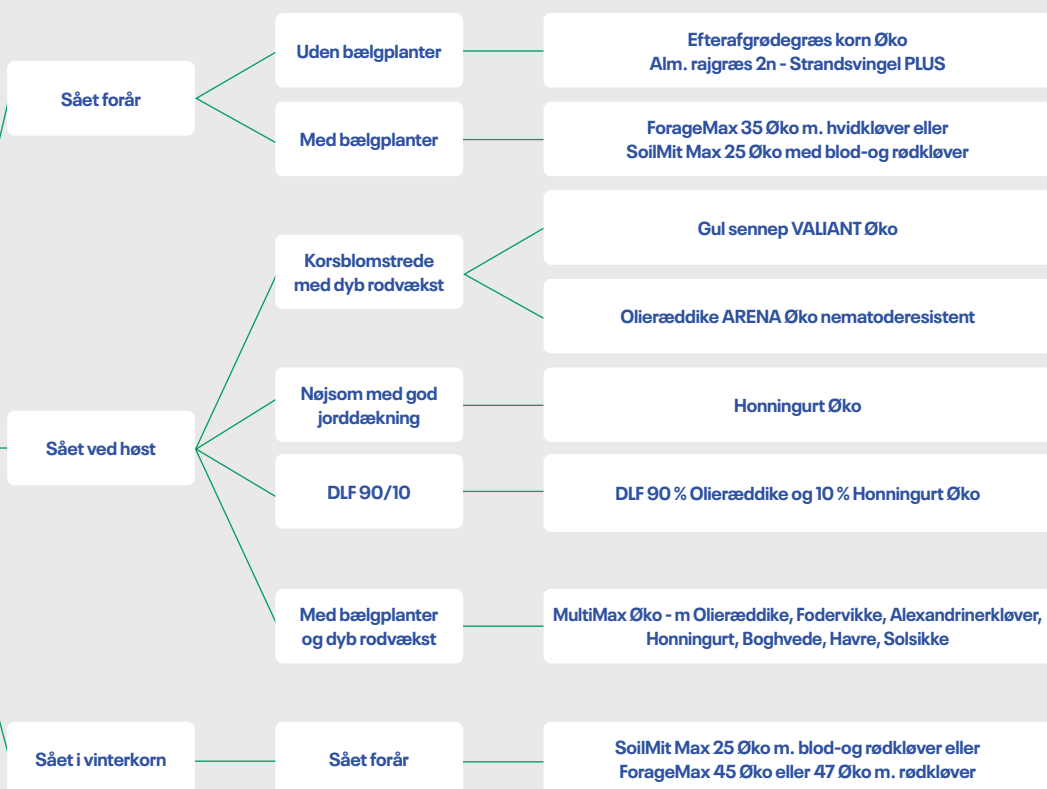 Sået forår
Uden bælgplanter
Efterafgrødegræs korn Øko
Alm. rajgræs 2n - Strandsvingel PLUS
Med bælgplanter
ForageMax 35 Øko m. hvidkløver eller
SoilMit Max 25 Øko med blod-og rødkløver
Sået ved høst
Korsblomstrede
med dyb rodvækst
Gul sennep VALIANT Øko
Olieræddike ARENA Øko nematoderesistent
Nøjsom med god
jorddækning
Honningurt Øko
DLF 90/10
DLF 90 % Olieræddike og 10 % Honningurt Øko
Med bælgplanter
og dyb rodvækst
MultiMax Øko - m Olieræddike, Fodervikke, Alexandrinerkløver,
Honningurt, Boghvede, Havre, Solsikke
Sået i vinterkorn
Sået forår
SoilMit Max 25 Øko m. blod-og rødkløver eller
ForageMax 45 Øko eller 47 Øko m. rødkløver